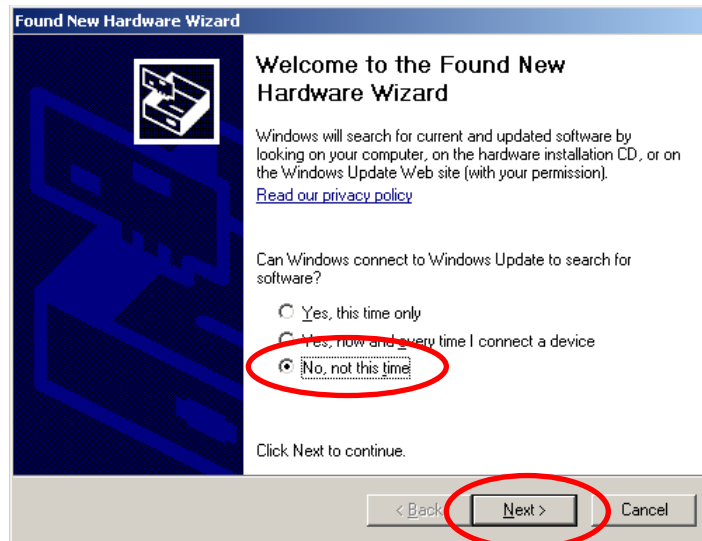 Found New Hardware Wizard
Welcome to the Found New
Hardware Wizard
Windows will search for current and updated software by
looking on your computer, on the hardware installation CD, or on
the Windows Update Web site (with your permission).
Read our privacy policy
Can Windows connect to Windows Update to search for
software?
Yes, this time only
Yes, now and every time I connect a device
No, not this time
Click Next to continue.
< Back
Next >
Cancel